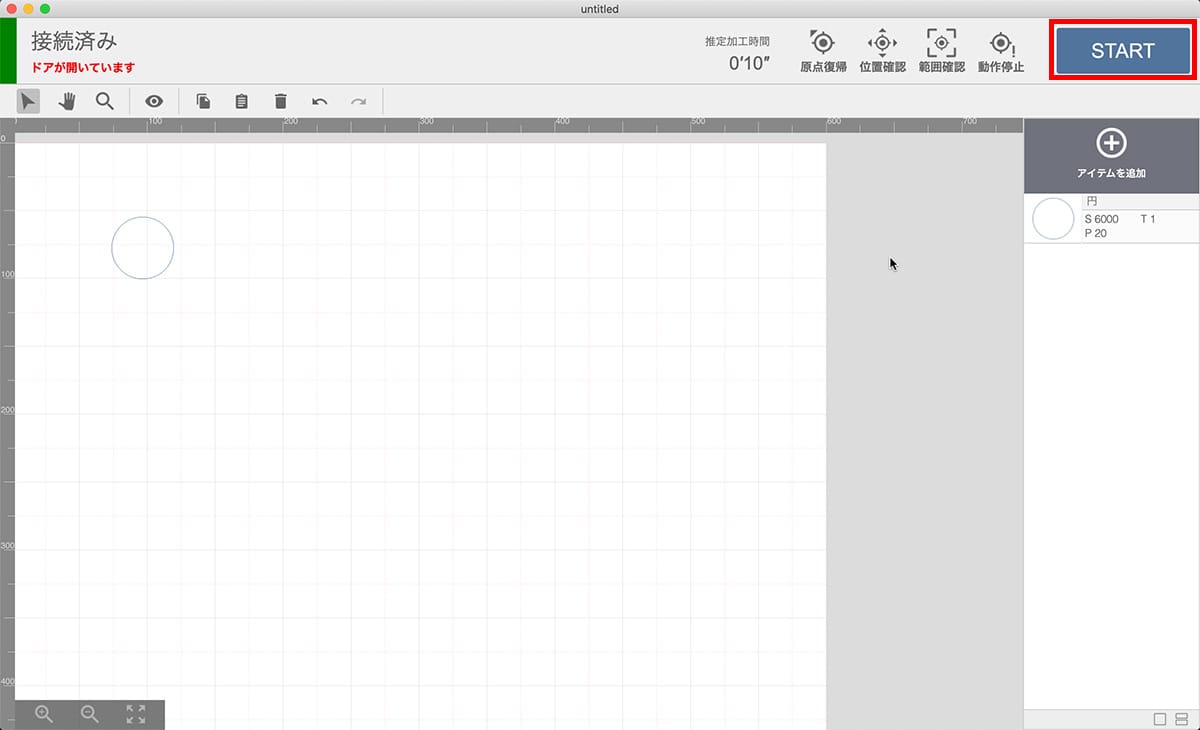 untitled
接続済み
ドアが開いています
推定加工時間
0'10"
原点復帰
位置確認
範囲確認
動作停止
START
100 200 300 400 500 600 700
0
100
200
300
400
アイテムを追加
円
S 6000 T 1
P 20